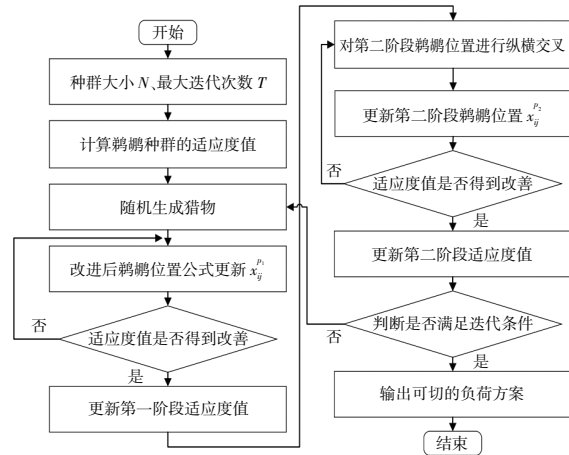 开始
种群大小 N、最大迭代次数 T
计算鹈鹕种群的适应度值
随机生成猎物
改进后鹈鹕位置公式更新 x_{ij}^{p_1}
适应度值是否得到改善
否
是
更新第一阶段适应度值
对第二阶段鹈鹕位置进行纵横交叉
更新第二阶段鹈鹕位置 x_{ij}^{p_2}
适应度值是否得到改善
否
是
更新第二阶段适应度值
判断是否满足迭代条件
否
是
输出可切的负荷方案
结束